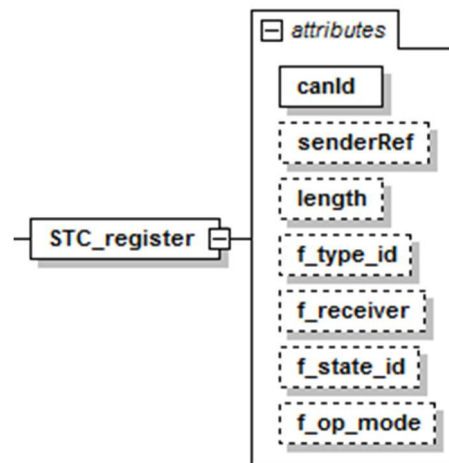 attributes
canId
senderRef
length
STC_register
f_type_id
f_receiver
f_state_id
f_op_mode